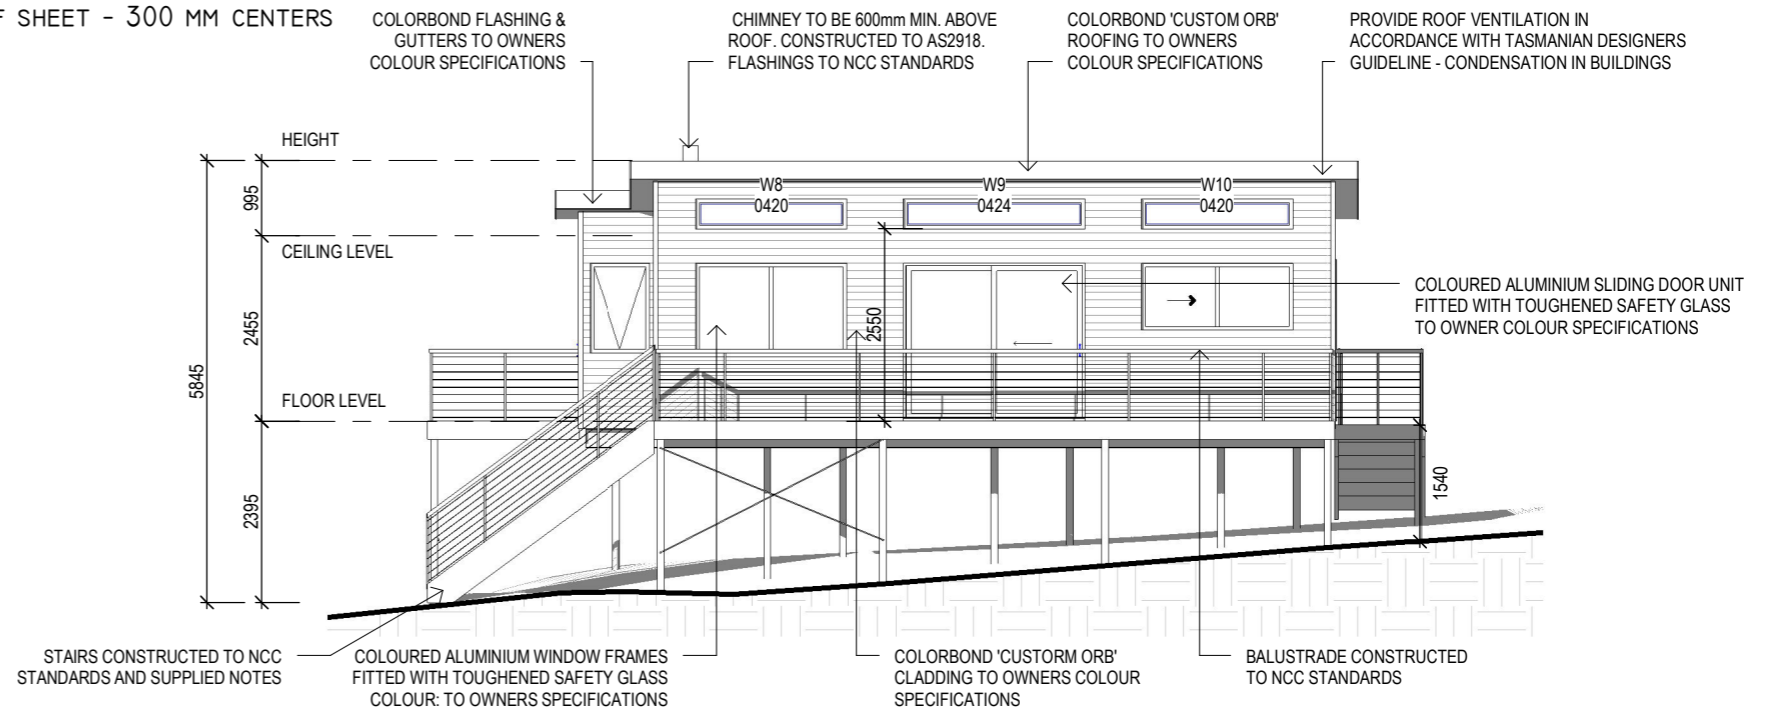 F SHEET - 300 MM CENTERS
COLORBOND FLASHING &
GUTTERS TO OWNERS
COLOUR SPECIFICATIONS
CHIMNEY TO BE 600mm MIN. ABOVE
ROOF. CONSTRUCTED TO AS2918.
FLASHINGS TO NCC STANDARDS
COLORBOND 'CUSTOM ORB'
ROOFING TO OWNERS
COLOUR SPECIFICATIONS
PROVIDE ROOF VENTILATION IN
ACCORDANCE WITH TASMANIAN DESIGNERS
GUIDELINE - CONDENSATION IN BUILDINGS
HEIGHT
995
CEILING LEVEL
2455
5845
FLOOR LEVEL
2395
W8
0420
W9
0424
W10
0420
2550
1540
COLOURED ALUMINIUM SLIDING DOOR UNIT
FITTED WITH TOUGHENED SAFETY GLASS
TO OWNER COLOUR SPECIFICATIONS
STAIRS CONSTRUCTED TO NCC
STANDARDS AND SUPPLIED NOTES
COLOURED ALUMINIUM WINDOW FRAMES
FITTED WITH TOUGHENED SAFETY GLASS
COLOUR: TO OWNERS SPECIFICATIONS
COLORBOND 'CUSTORM ORB'
CLADDING TO OWNERS COLOUR
SPECIFICATIONS
BALUSTRADE CONSTRUCTED
TO NCC STANDARDS